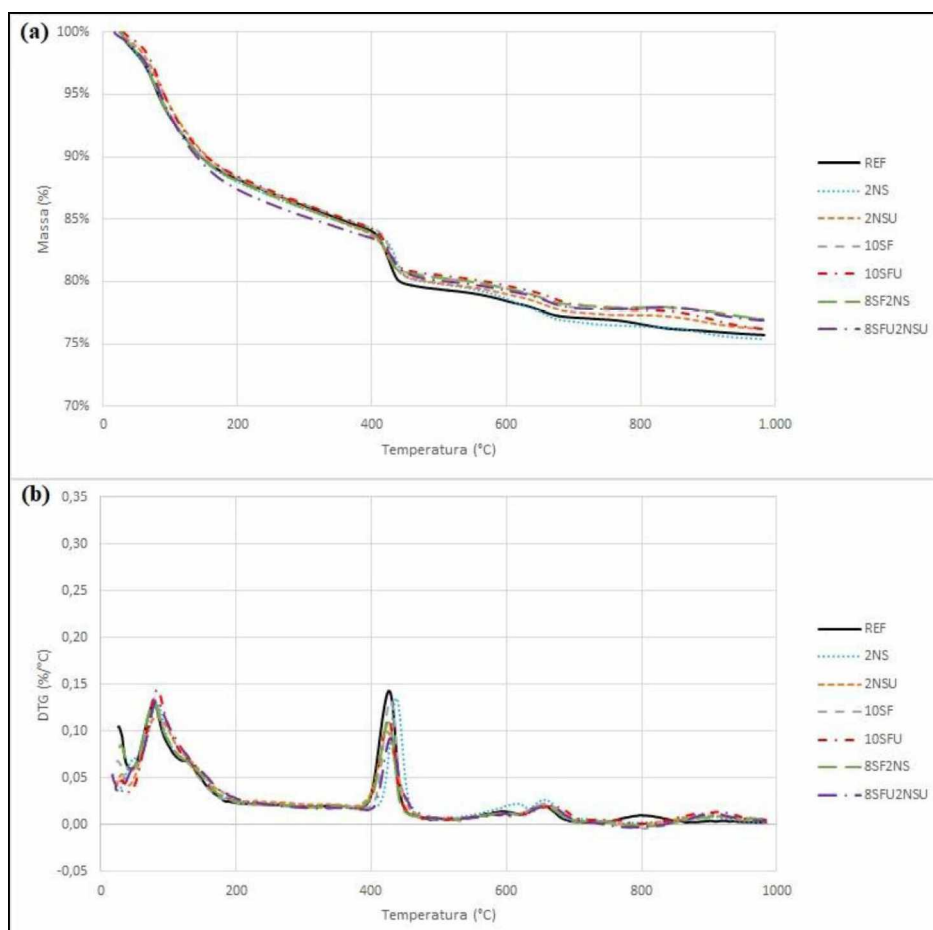 (a)
100%
95%
90%
85%
80%
75%
70%
Massa (%)
0 200 400 600 800 1.000
Temperatura (°C)
REF
2NS
2NSU
10SF
10SFU
8SF2NS
8SFU2NSU
(b)
0,35
0,30
0,25
0,20
0,15
0,10
0,05
0,00
-0,05
DTG (%/°C)
0 200 400 600 800 1000
Temperatura (°C)
REF
2NS
2NSU
10SF
10SFU
8SF2NS
8SFU2NSU